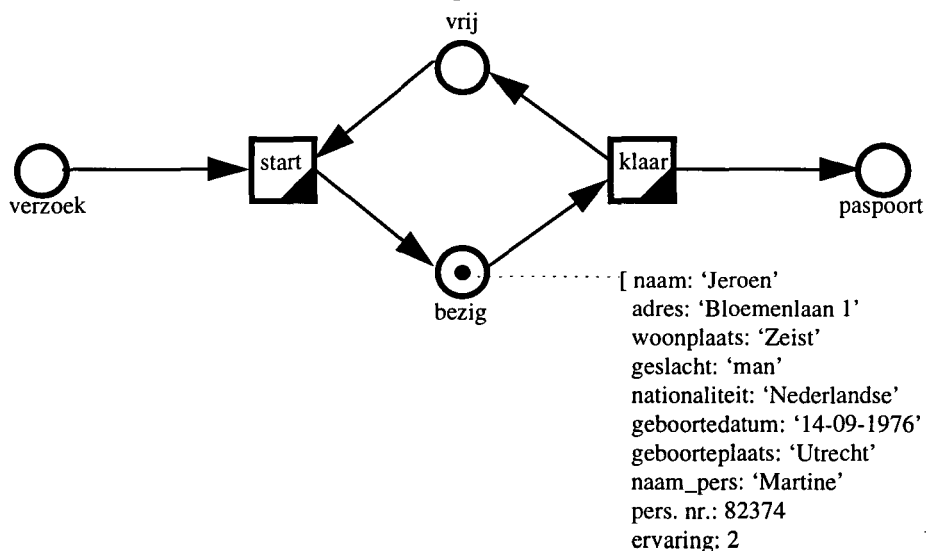 vrij
start
klaar
verzoek
paspoort
bezig
[ naam: ‘Jeroen’
adres: ‘Bloemenlaan 1’
woonplaats: ‘Zeist’
geslacht: ‘man’
nationaliteit: ‘Nederlandse’
geboortedatum: ‘14-09-1976’
geboorteplaats: ‘Utrecht’
naam_pers: ‘Martine’
pers. nr.: 82374
ervaring: 2